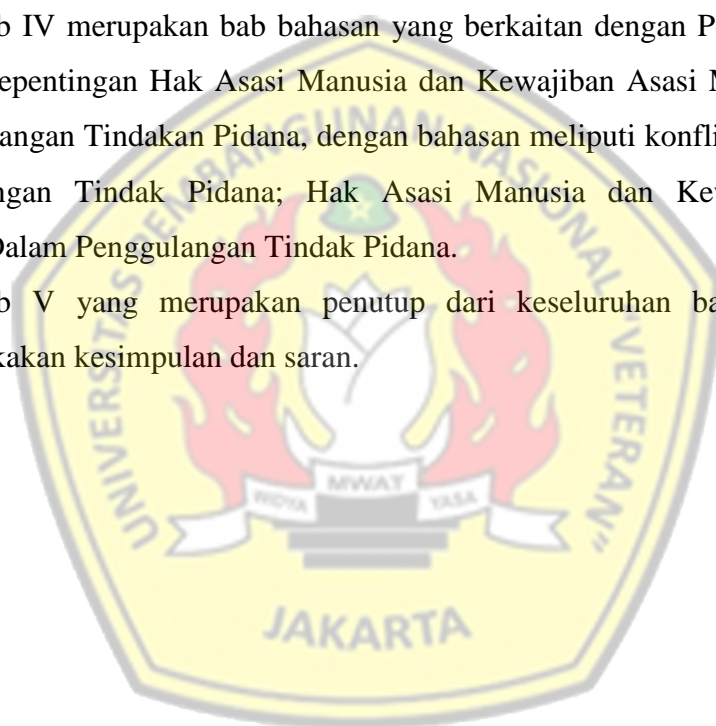 b IV merupakan bab bahasan yang berkaitan dengan P
epentingan Hak Asasi Manusia dan Kewajiban Asasi M
angan Tindakan Pidana, dengan bahasan meliputi konfli
ngan Tindak Pidana; Hak Asasi Manusia dan Kev
Dalam Penggulangan Tindak Pidana.
b V yang merupakan penutup dari keseluruhan ba
kakan kesimpulan dan saran.
UNIVERSITAS PEMBANGUNAN NASIONAL "VETERAN"
WIDYA MWAT YASA
JAKARTA